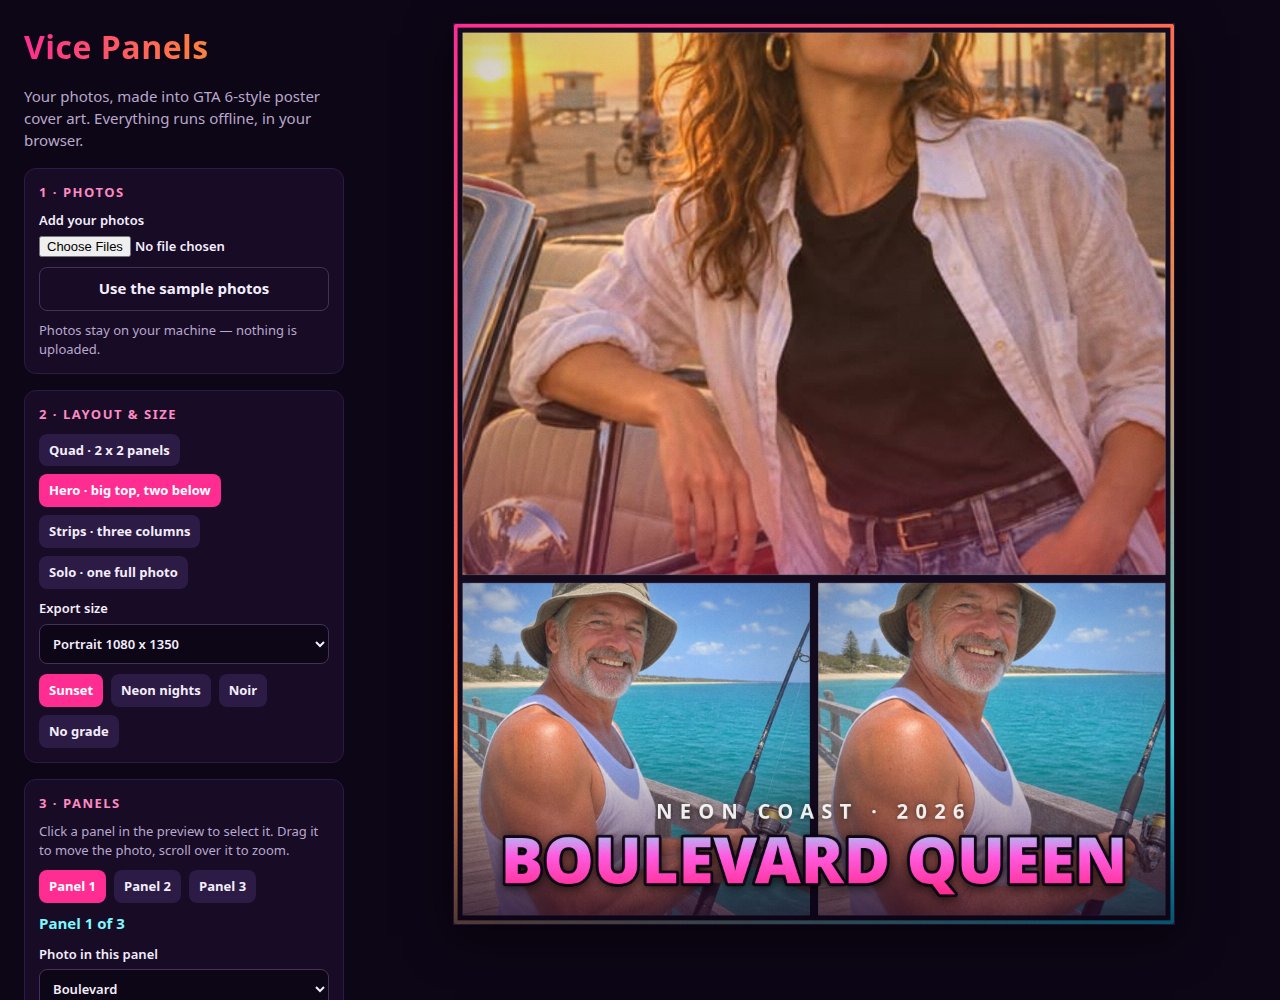 Vice Panels
Your photos, made into GTA 6-style poster
cover art. Everything runs offline, in your
browser.
1 · PHOTOS
Add your photos
Choose Files No file chosen
Use the sample photos
Photos stay on your machine — nothing is
uploaded.
2 · LAYOUT & SIZE
Quad · 2 x 2 panels
Hero · big top, two below
Strips · three columns
Solo · one full photo
Export size
Portrait 1080 x 1350
Sunset Neon nights Noir
No grade
3 · PANELS
Click a panel in the preview to select it. Drag it
to move the photo, scroll over it to zoom.
Panel 1 Panel 2 Panel 3
Panel 1 of 3
Photo in this panel
Boulevard
NEON COAST · 2026
BOULEVARD QUEEN